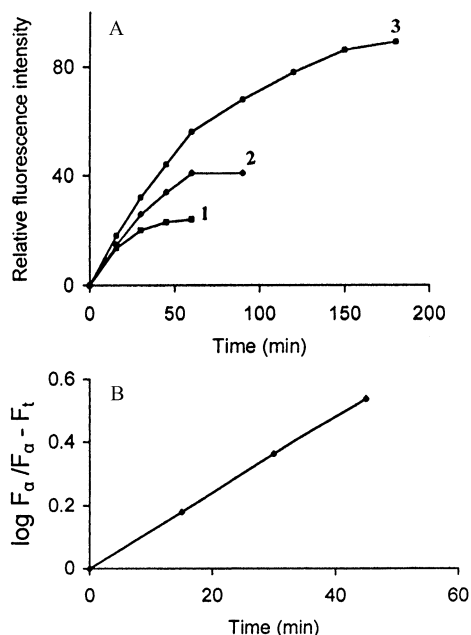 A
3
80
2
40
1
0
0 50 100 150 200
Relative fluorescence intensity
Time (min)
B
0.6
0.4
0.2
0
0 20 40 60
log Fα/Fα - Ft
Time (min)